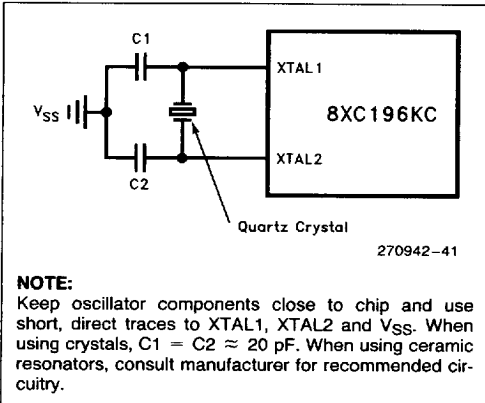 C1
XTAL1
8XC196KC
VSS
XTAL2
C2
Quartz Crystal
270942-41
NOTE:
Keep oscillator components close to chip and use
short, direct traces to XTAL1, XTAL2 and VSS. When
using crystals, C1 = C2 ≈ 20 pF. When using ceramic
resonators, consult manufacturer for recommended cir-
cuitry.